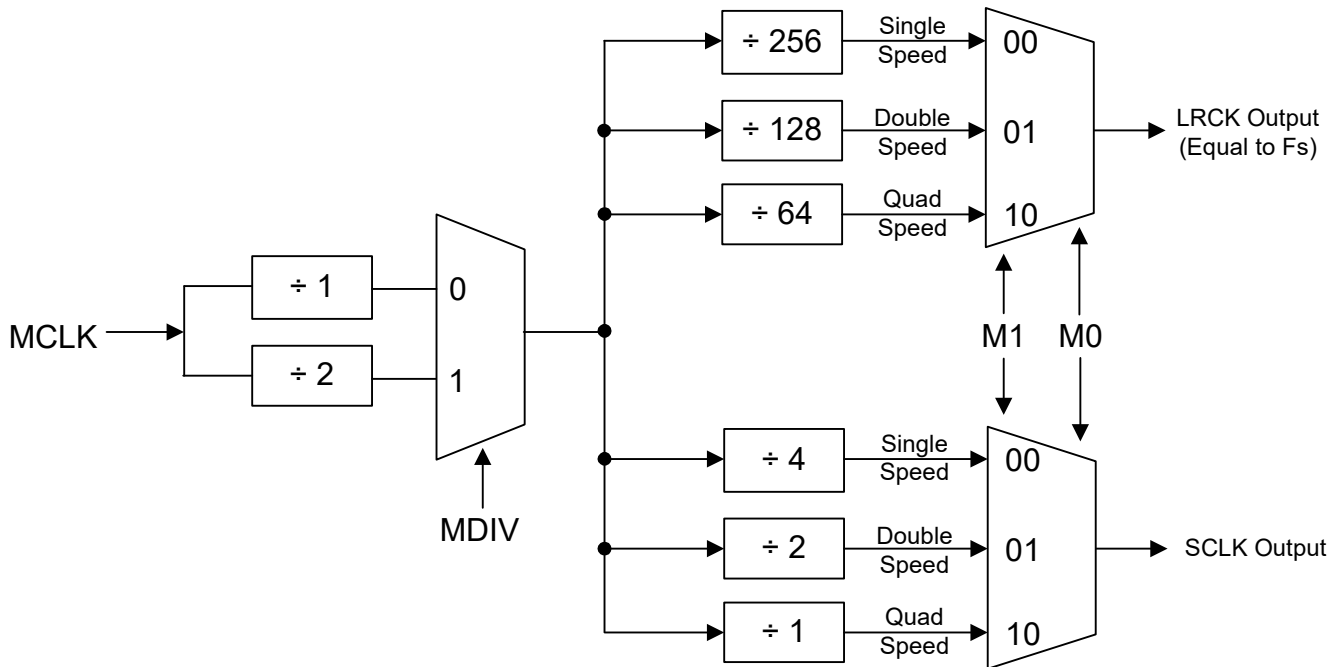 ÷ 256
Single
Speed
00
÷ 128
Double
Speed
01
LRCK Output
(Equal to Fs)
÷ 64
Quad
Speed
10
MCLK
÷ 1
0
÷ 2
1
MDIV
M1
M0
÷ 4
Single
Speed
00
÷ 2
Double
Speed
01
SCLK Output
÷ 1
Quad
Speed
10